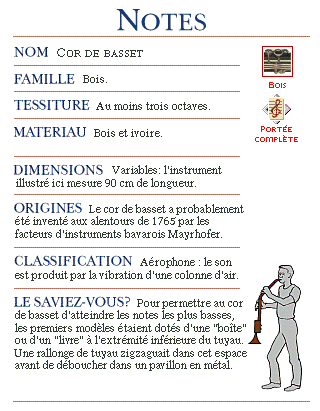 NOTES
NOM COR DE BASSET
FAMILLE Bois.
TESSITURE Au moins trois octaves.
MATERIAU Bois et ivoire.
BOIS
PORTÉE
COMPLÈTE
DIMENSIONS Variables: l'instrument
illustré ici mesure 90 cm de longueur.
ORIGINES Le cor de basset a probablement
été inventé aux alentours de 1765 par les
facteurs d'instruments bavarois Mayrhofer.
CLASSIFICATION Aérophone : le son
est produit par la vibration d'une colonne d'air.
LE SAVIEZ-VOUS? Pour permettre au cor
de basset d'atteindre les notes les plus basses,
les premiers modèles étaient dotés d'une "boîte"
ou d'un "livre" à l'extrémité inférieure du tuyau.
Une rallonge de tuyau zigzaguait dans cet espace
avant de déboucher dans un pavillon en métal.